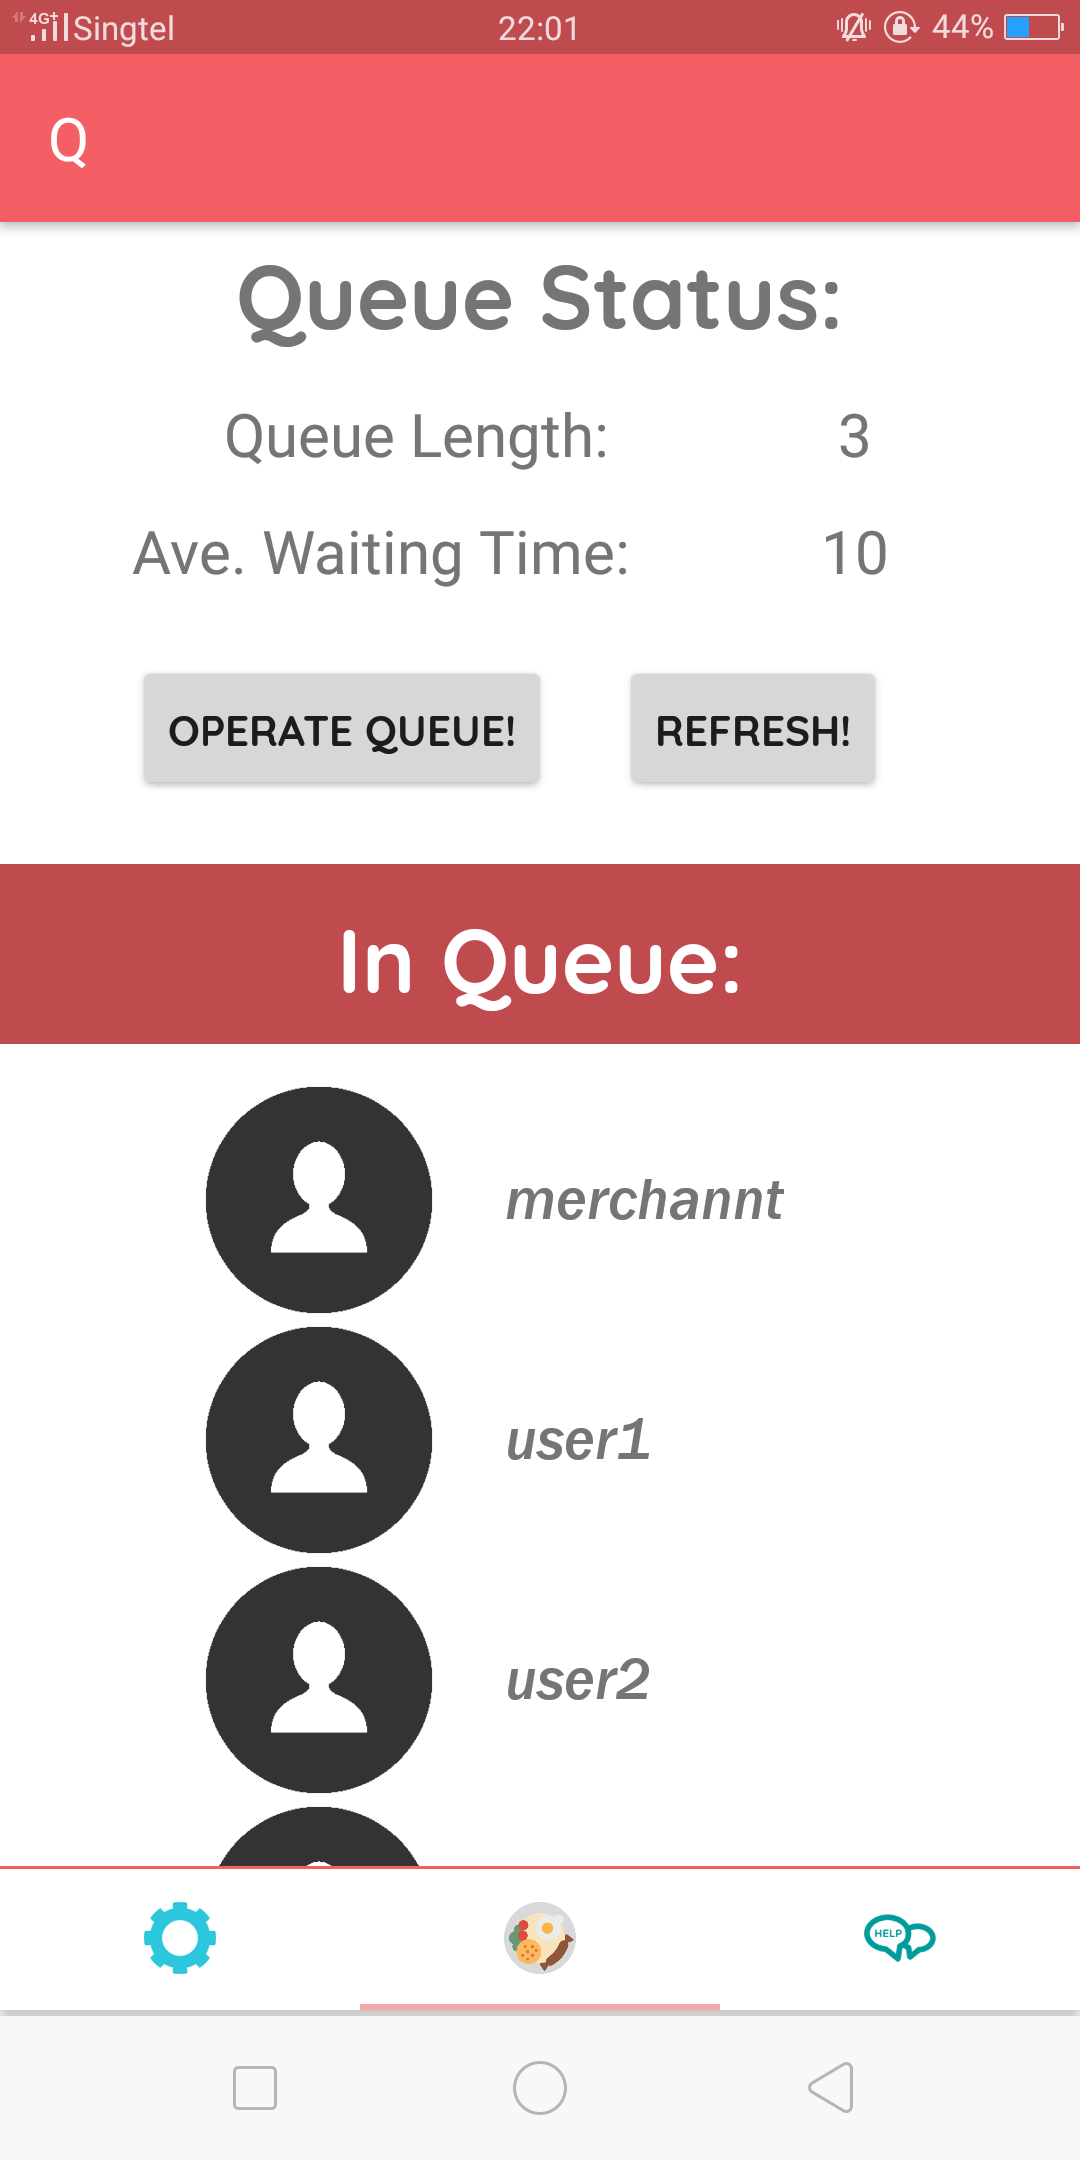 4G+ Singtel 22:01 44%
Q
Queue Status:
Queue Length: 3
Ave. Waiting Time: 10
OPERATE QUEUE! REFRESH!
In Queue:
merchannt
user1
user2
HELP